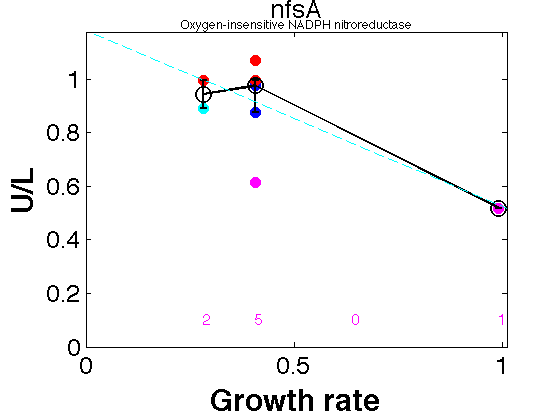 nfsA
Oxygen-insensitive NADPH nitroreductase
1
0.8
0.6
0.4
0.2
0
U/L
2 5 0 1
0 0.5 1
Growth rate